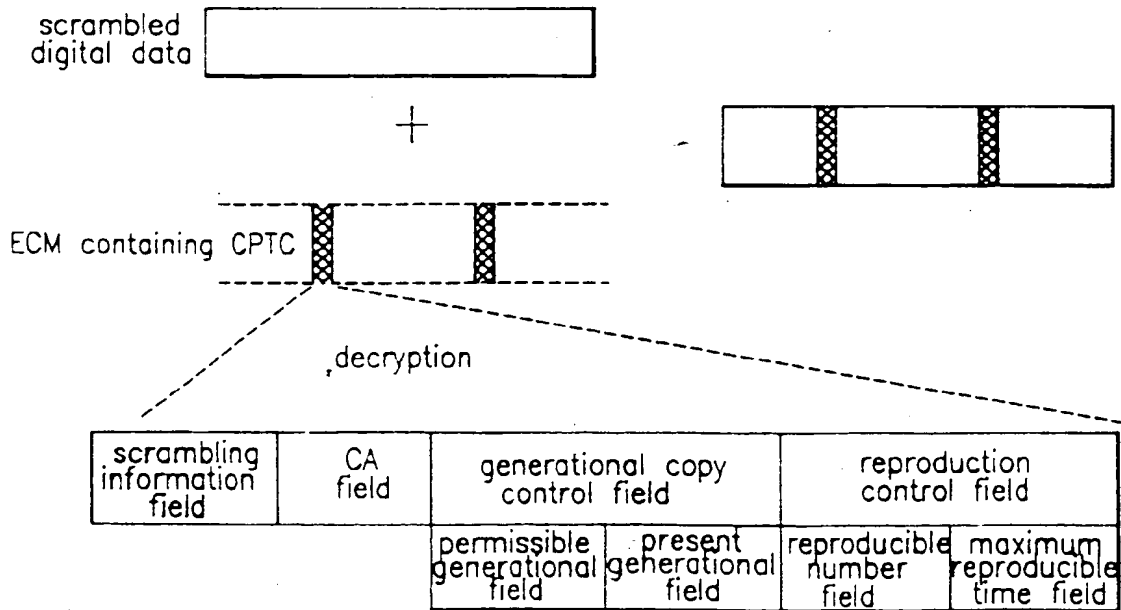 scrambled
digital data
+
ECM containing CPTC
decryption
scrambling
information
field
CA
field
generational copy
control field
reproduction
control field
permissible
generational
field
present
generational
field
reproducible
number
field
maximum
reproducible
time field